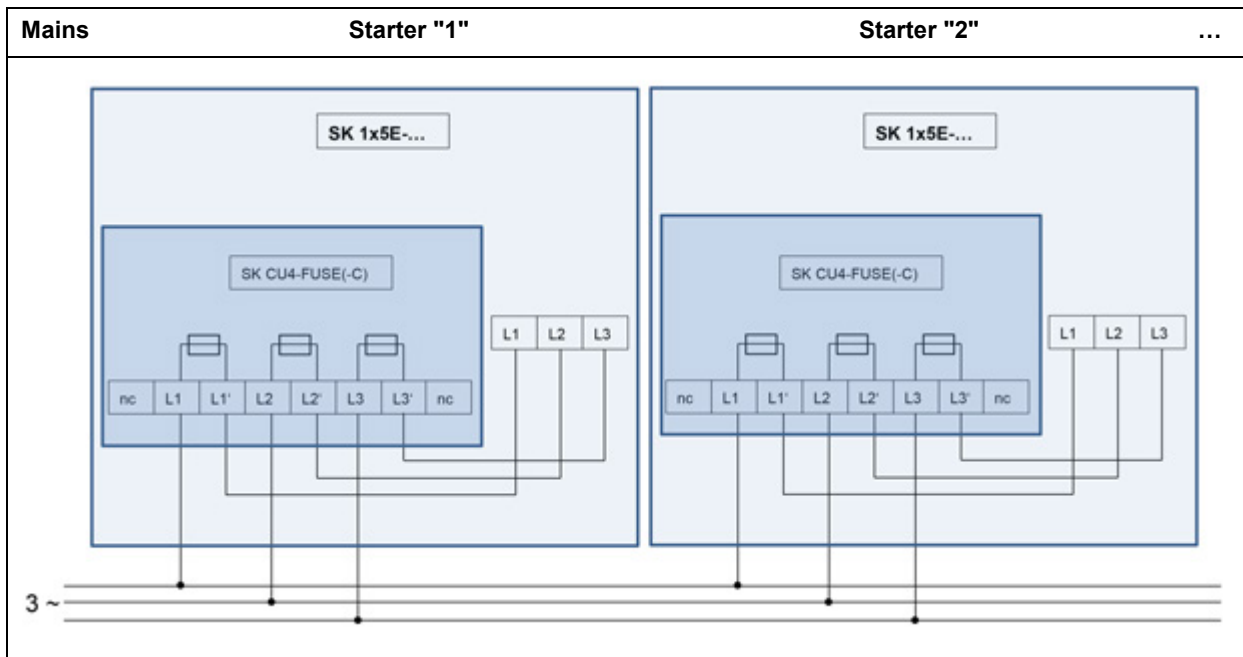 Mains Starter "1" Starter "2" …
SK 1x5E-… SK 1x5E-…
SK CU4-FUSE(-C) SK CU4-FUSE(-C)
L1 L2 L3 L1 L2 L3
nc L1 L1' L2 L2' L3 L3' nc nc L1 L1' L2 L2' L3 L3' nc
3 ~